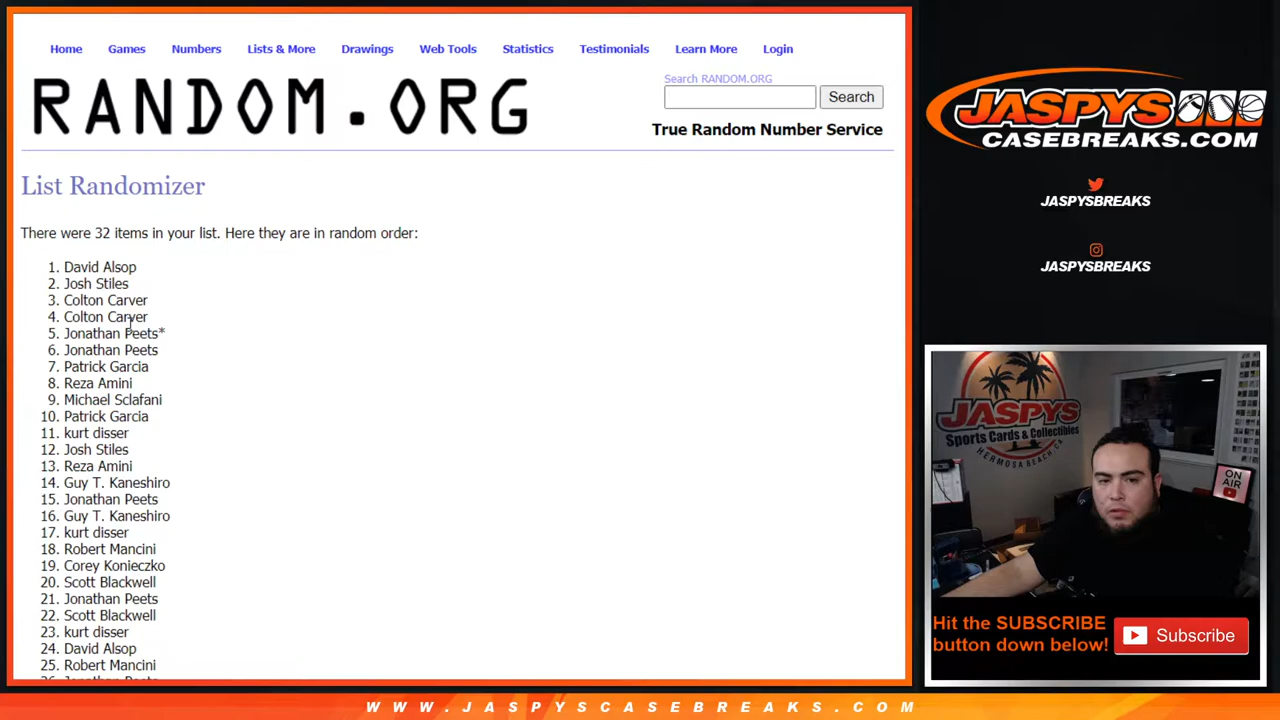 Home Games Numbers Lists & More Drawings Web Tools Statistics Testimonials Learn More Login
RANDOM.ORG
Search RANDOM.ORG
Search
True Random Number Service
List Randomizer
There were 32 items in your list. Here they are in random order:
1. David Alsop
2. Josh Stiles
3. Colton Carver
4. Colton Carver
5. Jonathan Peets*
6. Jonathan Peets
7. Patrick Garcia
8. Reza Amini
9. Michael Sclafani
10. Patrick Garcia
11. kurt disser
12. Josh Stiles
13. Reza Amini
14. Guy T. Kaneshiro
15. Jonathan Peets
16. Guy T. Kaneshiro
17. kurt disser
18. Robert Mancini
19. Corey Konieczko
20. Scott Blackwell
21. Jonathan Peets
22. Scott Blackwell
23. kurt disser
24. David Alsop
25. Robert Mancini
JASPYS
CASEBREAKS.COM
JASPYSBREAKS
JASPYSBREAKS
JASPYS
Sports Cards & Collectibles
HERMOSA BEACH, CA
ON AIR
Hit the SUBSCRIBE
button down below!
Subscribe
WWW.JASPYSCASEBREAKS.COM